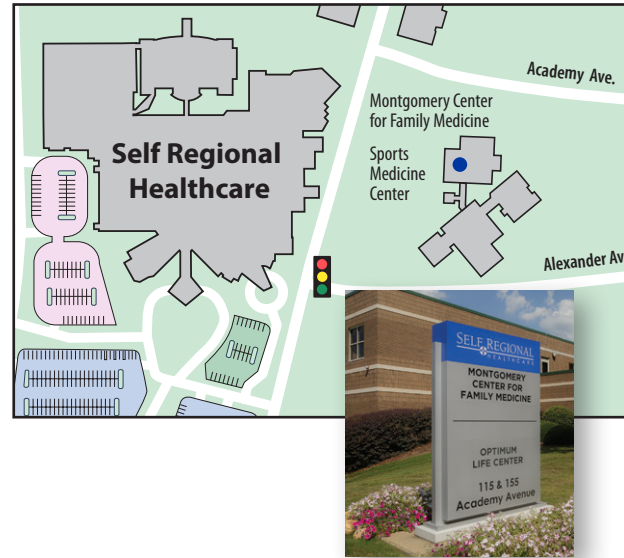 Academy Ave.
Montgomery Center
for Family Medicine
Self Regional
Healthcare
Sports
Medicine
Center
Alexander Av
SELF REGIONAL
HEALTHCARE
MONTGOMERY
CENTER FOR
FAMILY MEDICINE
OPTIMUM
LIFE CENTER
115 & 155
Academy Avenue